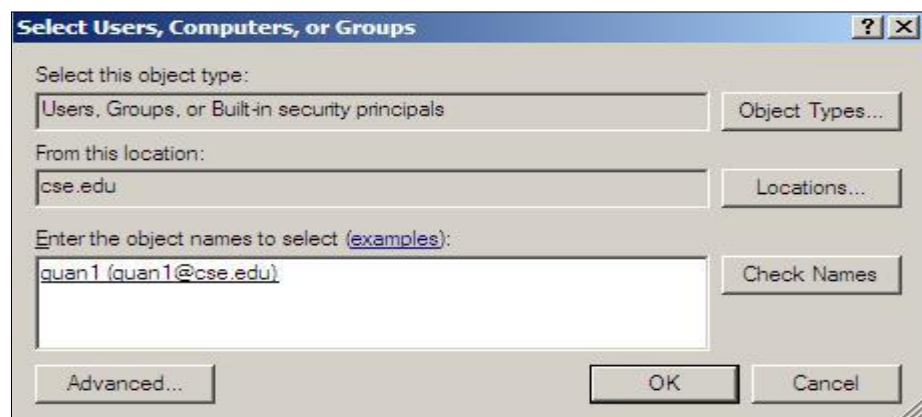 Select Users, Computers, or Groups
Select this object type:
Users, Groups, or Built-in security principals
Object Types...
From this location:
cse.edu
Locations...
Enter the object names to select (examples):
quan1 (quan1@cse.edu)
Check Names
Advanced...
OK
Cancel